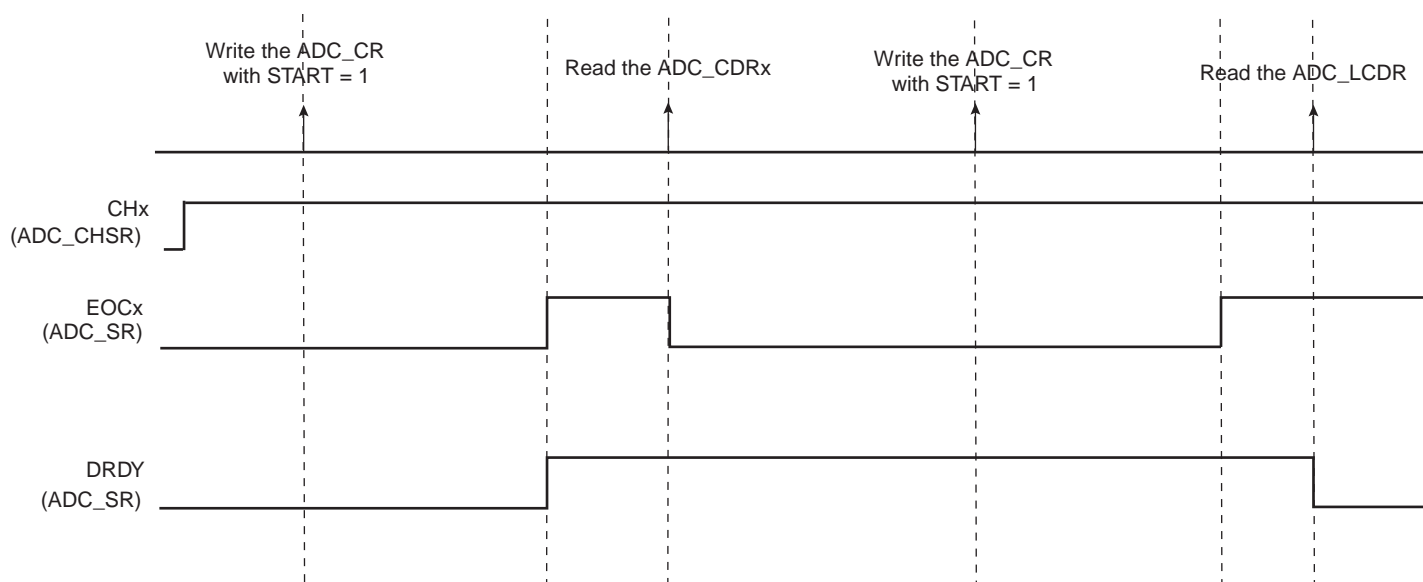 Write the ADC_CR
with START = 1
Read the ADC_CDRx
Write the ADC_CR
with START = 1
Read the ADC_LCDR
CHx
(ADC_CHSR)
EOCx
(ADC_SR)
DRDY
(ADC_SR)